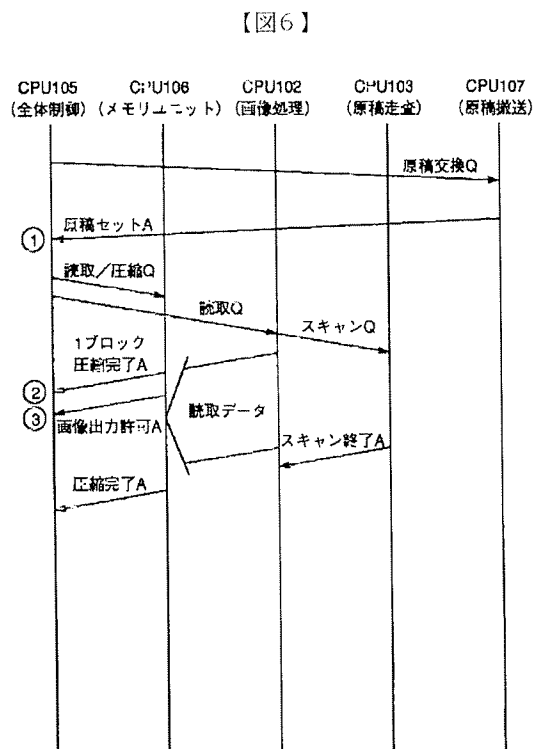 【図6】
CPU105 CPU106 CPU102 CPU103 CPU107
(全体制御) (メモリユニット) (画像処理) (原稿走査) (原稿搬送)
原稿交換Q
原稿セットA
①
読取/圧縮Q
読取Q
スキャンQ
1ブロック
圧縮完了A
②
③
読取データ
画像出力許可A
スキャン終了A
圧縮完了A